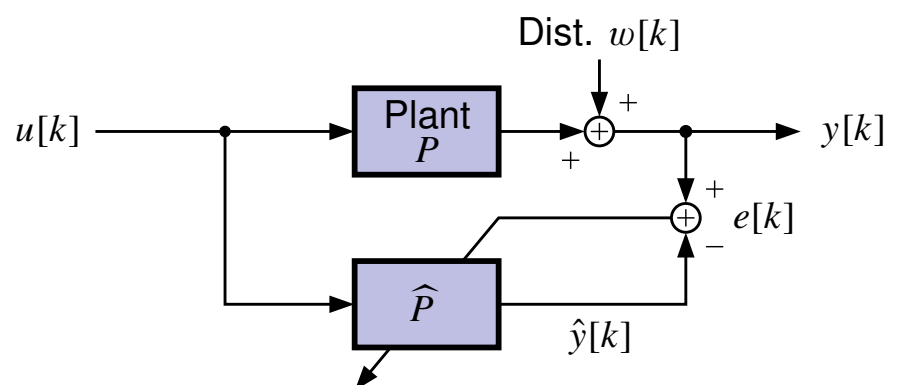 Dist. w[k]
+
u[k]
Plant
P
+
y[k]
+
+
+
e[k]
−
P̂
ŷ[k]